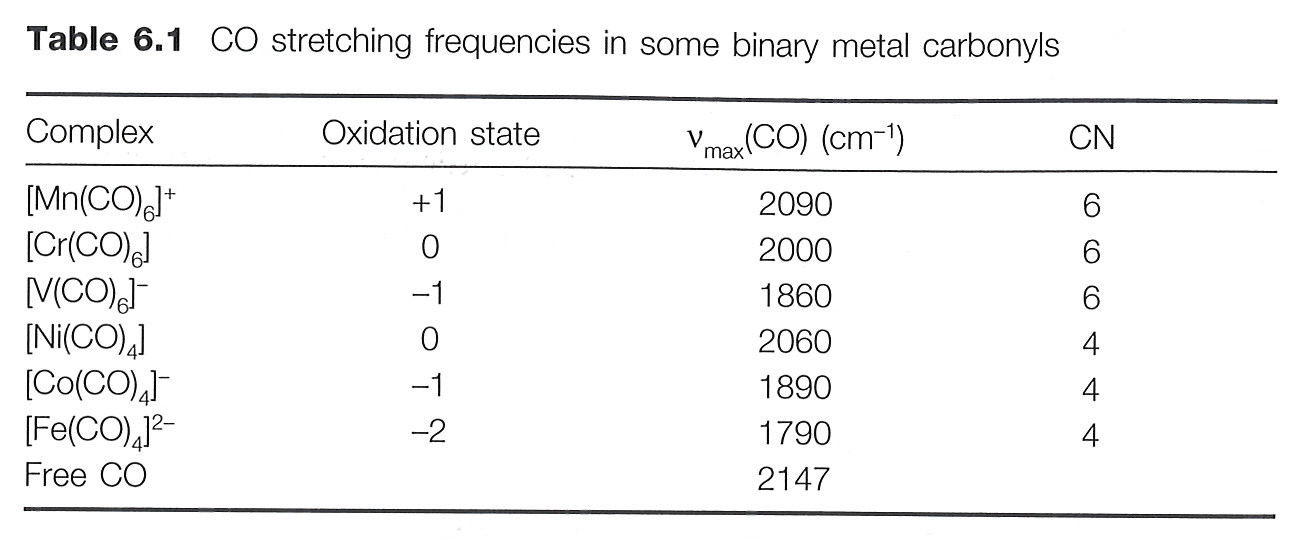 Table 6.1 CO stretching frequencies in some binary metal carbonyls
Complex Oxidation state νmax(CO) (cm⁻¹) CN
[Mn(CO)₆]⁺ +1 2090 6
[Cr(CO)₆] 0 2000 6
[V(CO)₆]⁻ −1 1860 6
[Ni(CO)₄] 0 2060 4
[Co(CO)₄]⁻ −1 1890 4
[Fe(CO)₄]²⁻ −2 1790 4
Free CO 2147